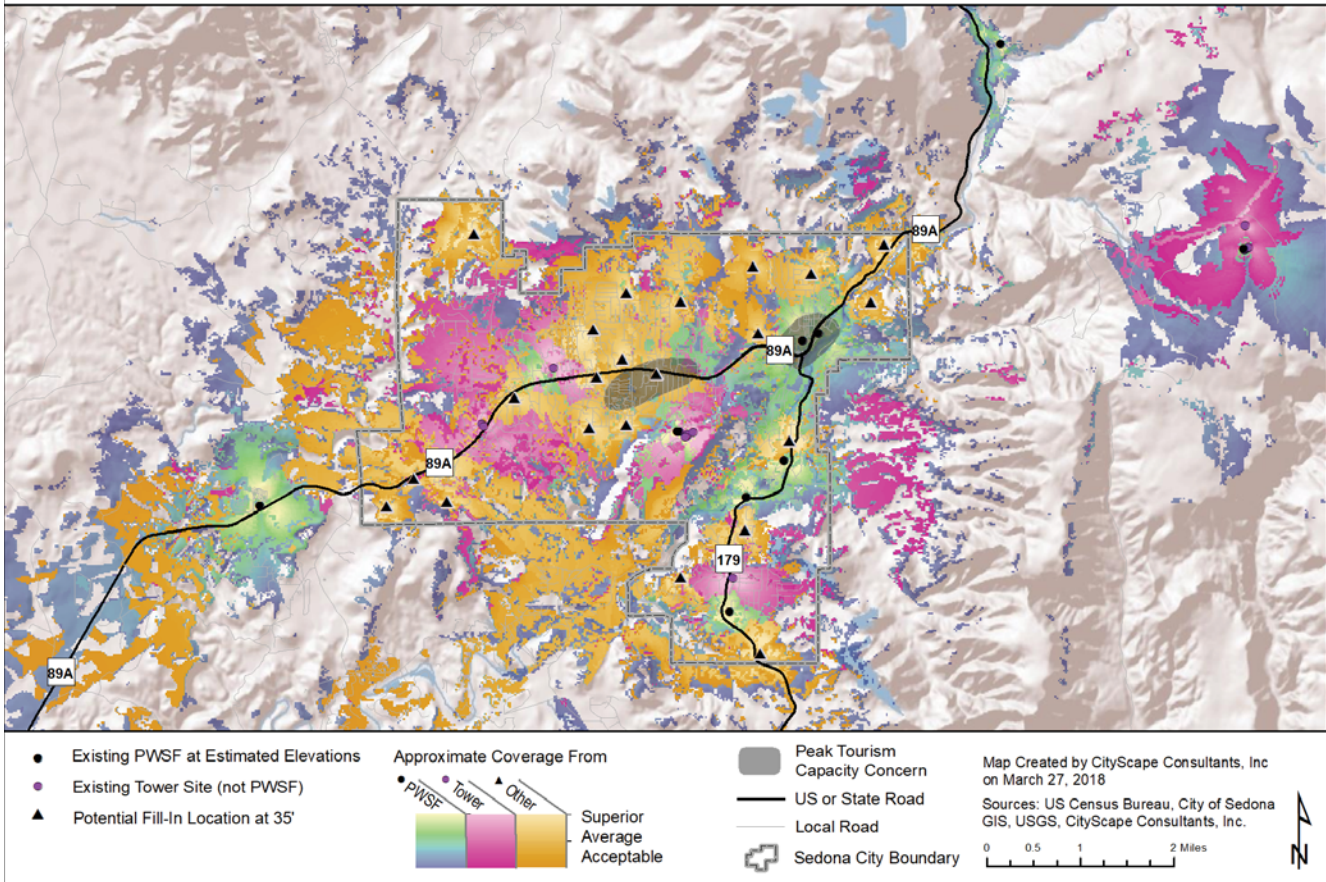 89A
89A
89A
179
89A
Existing PWSF at Estimated Elevations
Existing Tower Site (not PWSF)
Potential Fill-In Location at 35'
Approximate Coverage From
PWSF
Tower
Other
Superior
Average
Acceptable
Peak Tourism
Capacity Concern
US or State Road
Local Road
Sedona City Boundary
Map Created by CityScape Consultants, Inc
on March 27, 2018
Sources: US Census Bureau, City of Sedona
GIS, USGS, CityScape Consultants, Inc.
0 0.5 1 2 Miles
N